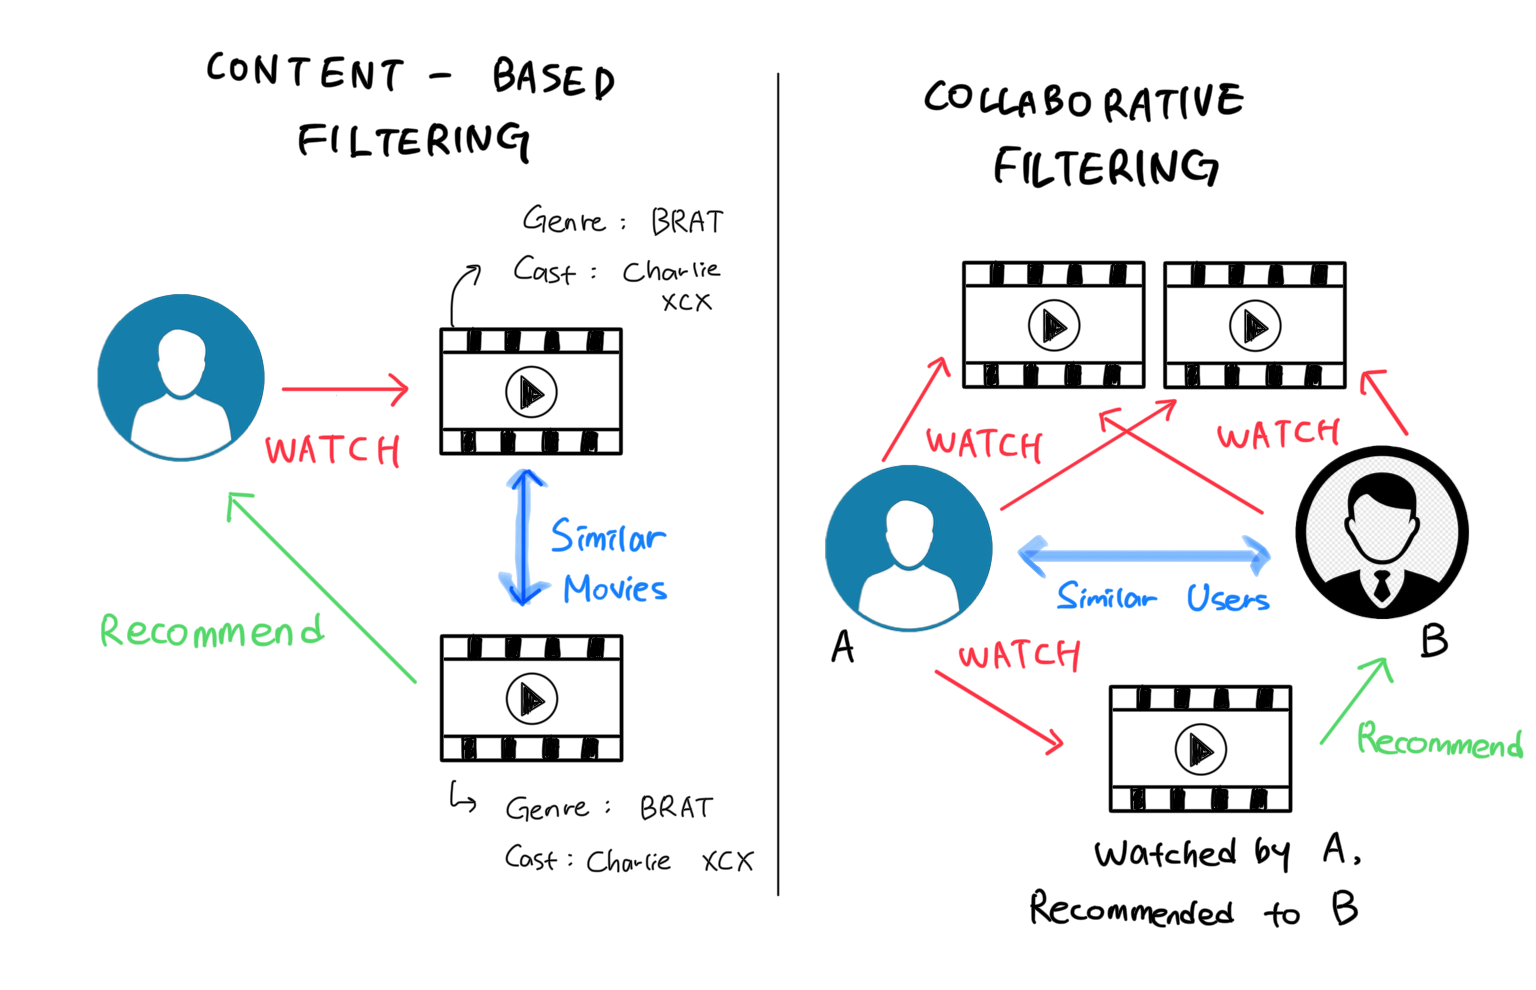 CONTENT - BASED
FILTERING
Genre : BRAT
Cast : Charlie
XCX
WATCH
Similar
Movies
Recommend
Genre : BRAT
Cast : Charlie XCX
COLLABORATIVE
FILTERING
WATCH
WATCH
Similar Users
A
B
WATCH
Recommend
Watched by A,
Recommended to B